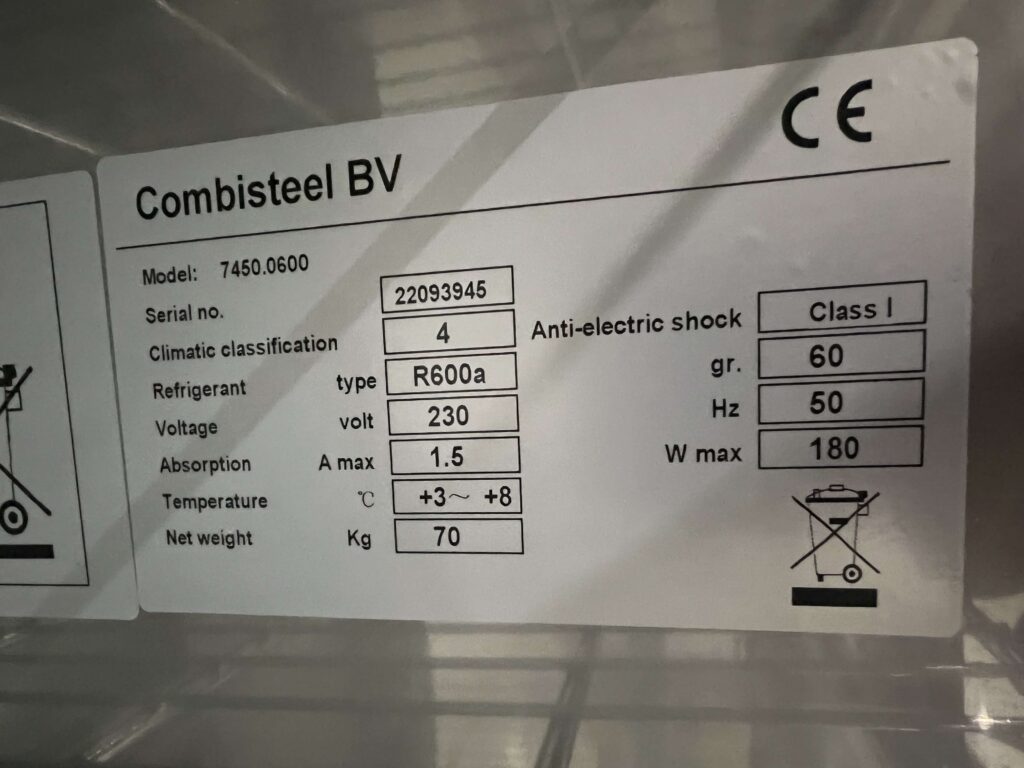 CE
Combisteel BV
Model: 7450.0600
Serial no. 22093945
Climatic classification 4 Anti-electric shock Class I
Refrigerant type R600a gr. 60
Voltage volt 230 Hz 50
Absorption A max 1.5 W max 180
Temperature °C +3~ +8
Net weight Kg 70